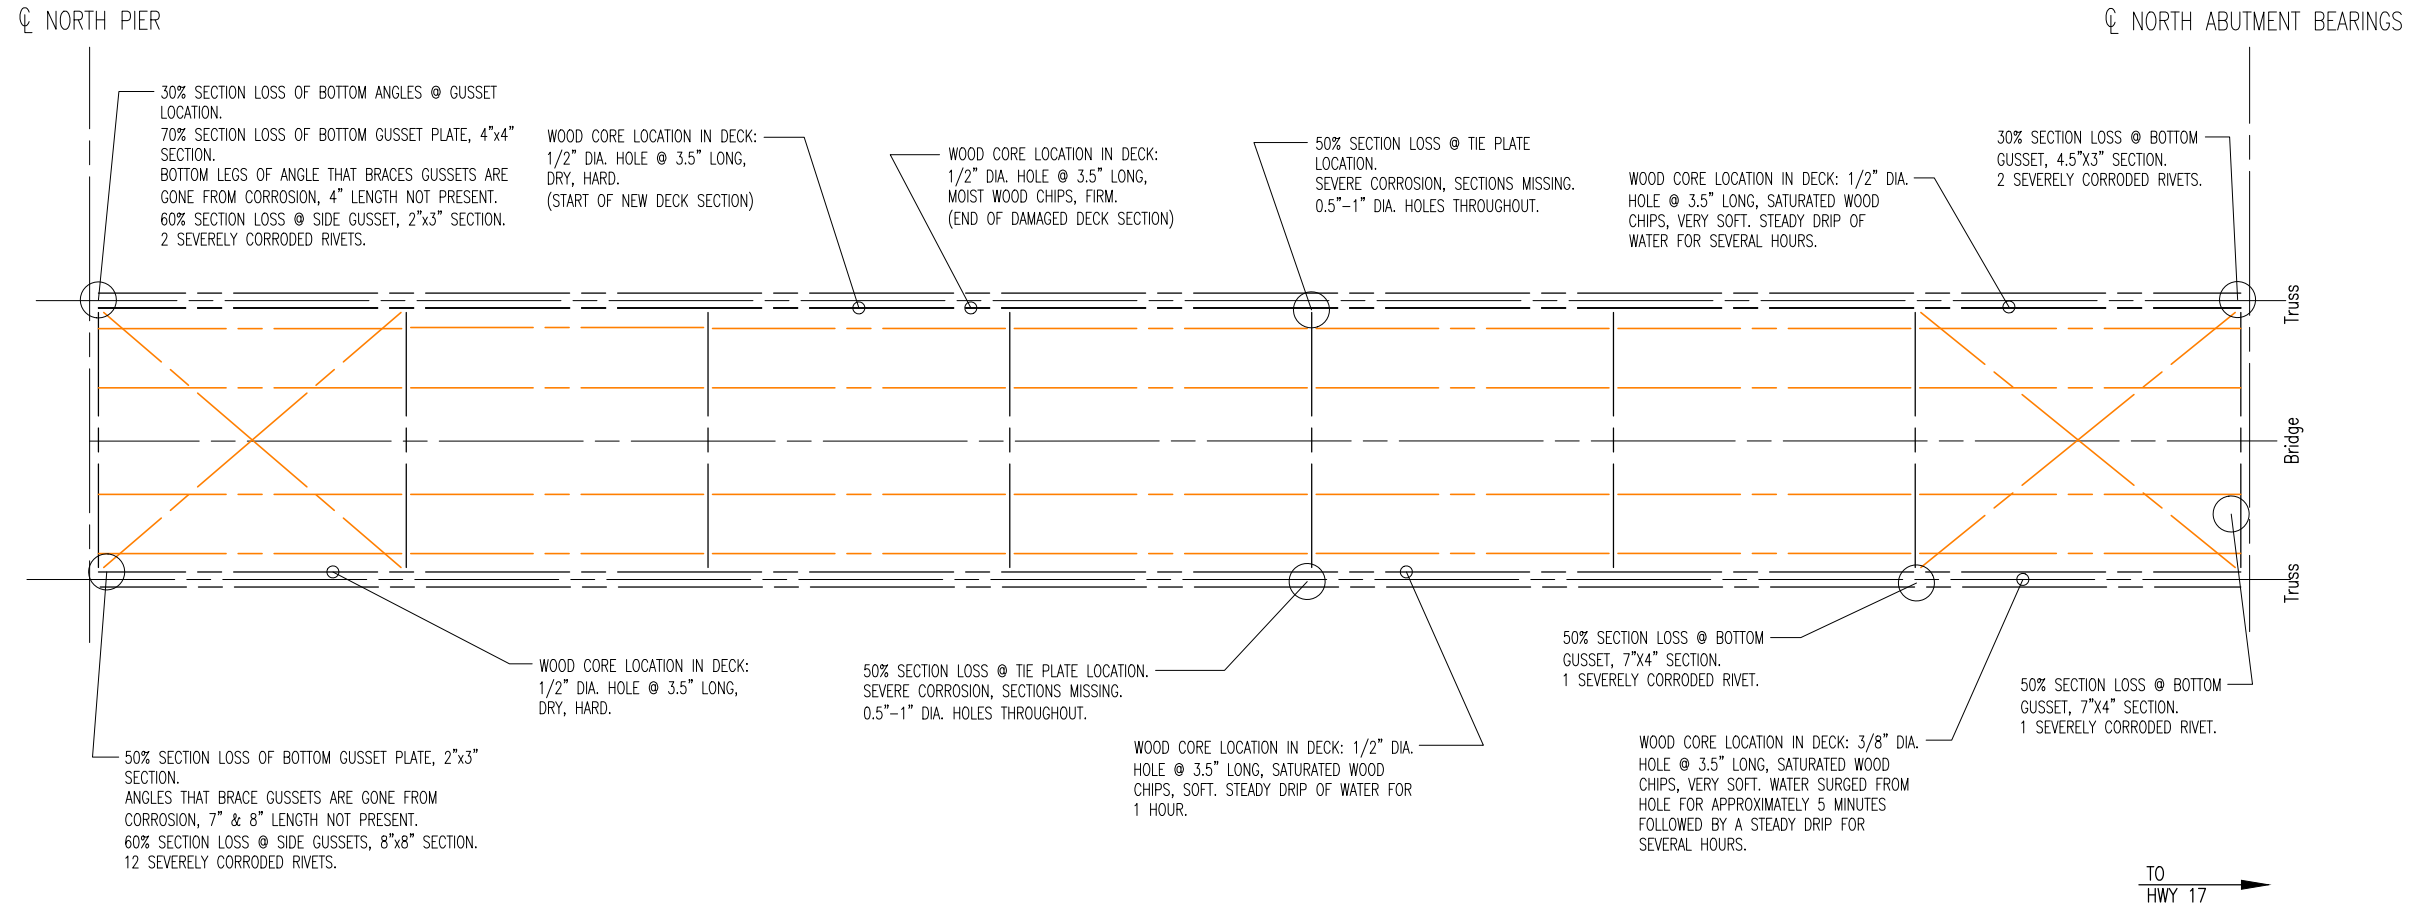 ℄ NORTH PIER
℄ NORTH ABUTMENT BEARINGS
30% SECTION LOSS OF BOTTOM ANGLES @ GUSSET
LOCATION.
70% SECTION LOSS OF BOTTOM GUSSET PLATE, 4"x4"
SECTION.
BOTTOM LEGS OF ANGLE THAT BRACES GUSSETS ARE
GONE FROM CORROSION, 4" LENGTH NOT PRESENT.
60% SECTION LOSS @ SIDE GUSSET, 2"x3" SECTION.
2 SEVERELY CORRODED RIVETS.
WOOD CORE LOCATION IN DECK:
1/2" DIA. HOLE @ 3.5" LONG,
DRY, HARD.
(START OF NEW DECK SECTION)
WOOD CORE LOCATION IN DECK:
1/2" DIA. HOLE @ 3.5" LONG,
MOIST WOOD CHIPS, FIRM.
(END OF DAMAGED DECK SECTION)
50% SECTION LOSS @ TIE PLATE
LOCATION.
SEVERE CORROSION, SECTIONS MISSING.
0.5"-1" DIA. HOLES THROUGHOUT.
WOOD CORE LOCATION IN DECK: 1/2" DIA.
HOLE @ 3.5" LONG, SATURATED WOOD
CHIPS, VERY SOFT. STEADY DRIP OF
WATER FOR SEVERAL HOURS.
30% SECTION LOSS @ BOTTOM
GUSSET, 4.5"X3" SECTION.
2 SEVERELY CORRODED RIVETS.
Truss
Bridge
Truss
50% SECTION LOSS OF BOTTOM GUSSET PLATE, 2"x3"
SECTION.
ANGLES THAT BRACE GUSSETS ARE GONE FROM
CORROSION, 7" & 8" LENGTH NOT PRESENT.
60% SECTION LOSS @ SIDE GUSSETS, 8"x8" SECTION.
12 SEVERELY CORRODED RIVETS.
WOOD CORE LOCATION IN DECK:
1/2" DIA. HOLE @ 3.5" LONG,
DRY, HARD.
50% SECTION LOSS @ TIE PLATE LOCATION.
SEVERE CORROSION, SECTIONS MISSING.
0.5"-1" DIA. HOLES THROUGHOUT.
WOOD CORE LOCATION IN DECK: 1/2" DIA.
HOLE @ 3.5" LONG, SATURATED WOOD
CHIPS, SOFT. STEADY DRIP OF WATER FOR
1 HOUR.
50% SECTION LOSS @ BOTTOM
GUSSET, 7"X4" SECTION.
1 SEVERELY CORRODED RIVET.
WOOD CORE LOCATION IN DECK: 3/8" DIA.
HOLE @ 3.5" LONG, SATURATED WOOD
CHIPS, VERY SOFT. WATER SURGED FROM
HOLE FOR APPROXIMATELY 5 MINUTES
FOLLOWED BY A STEADY DRIP FOR
SEVERAL HOURS.
50% SECTION LOSS @ BOTTOM
GUSSET, 7"X4" SECTION.
1 SEVERELY CORRODED RIVET.
TO
HWY 17